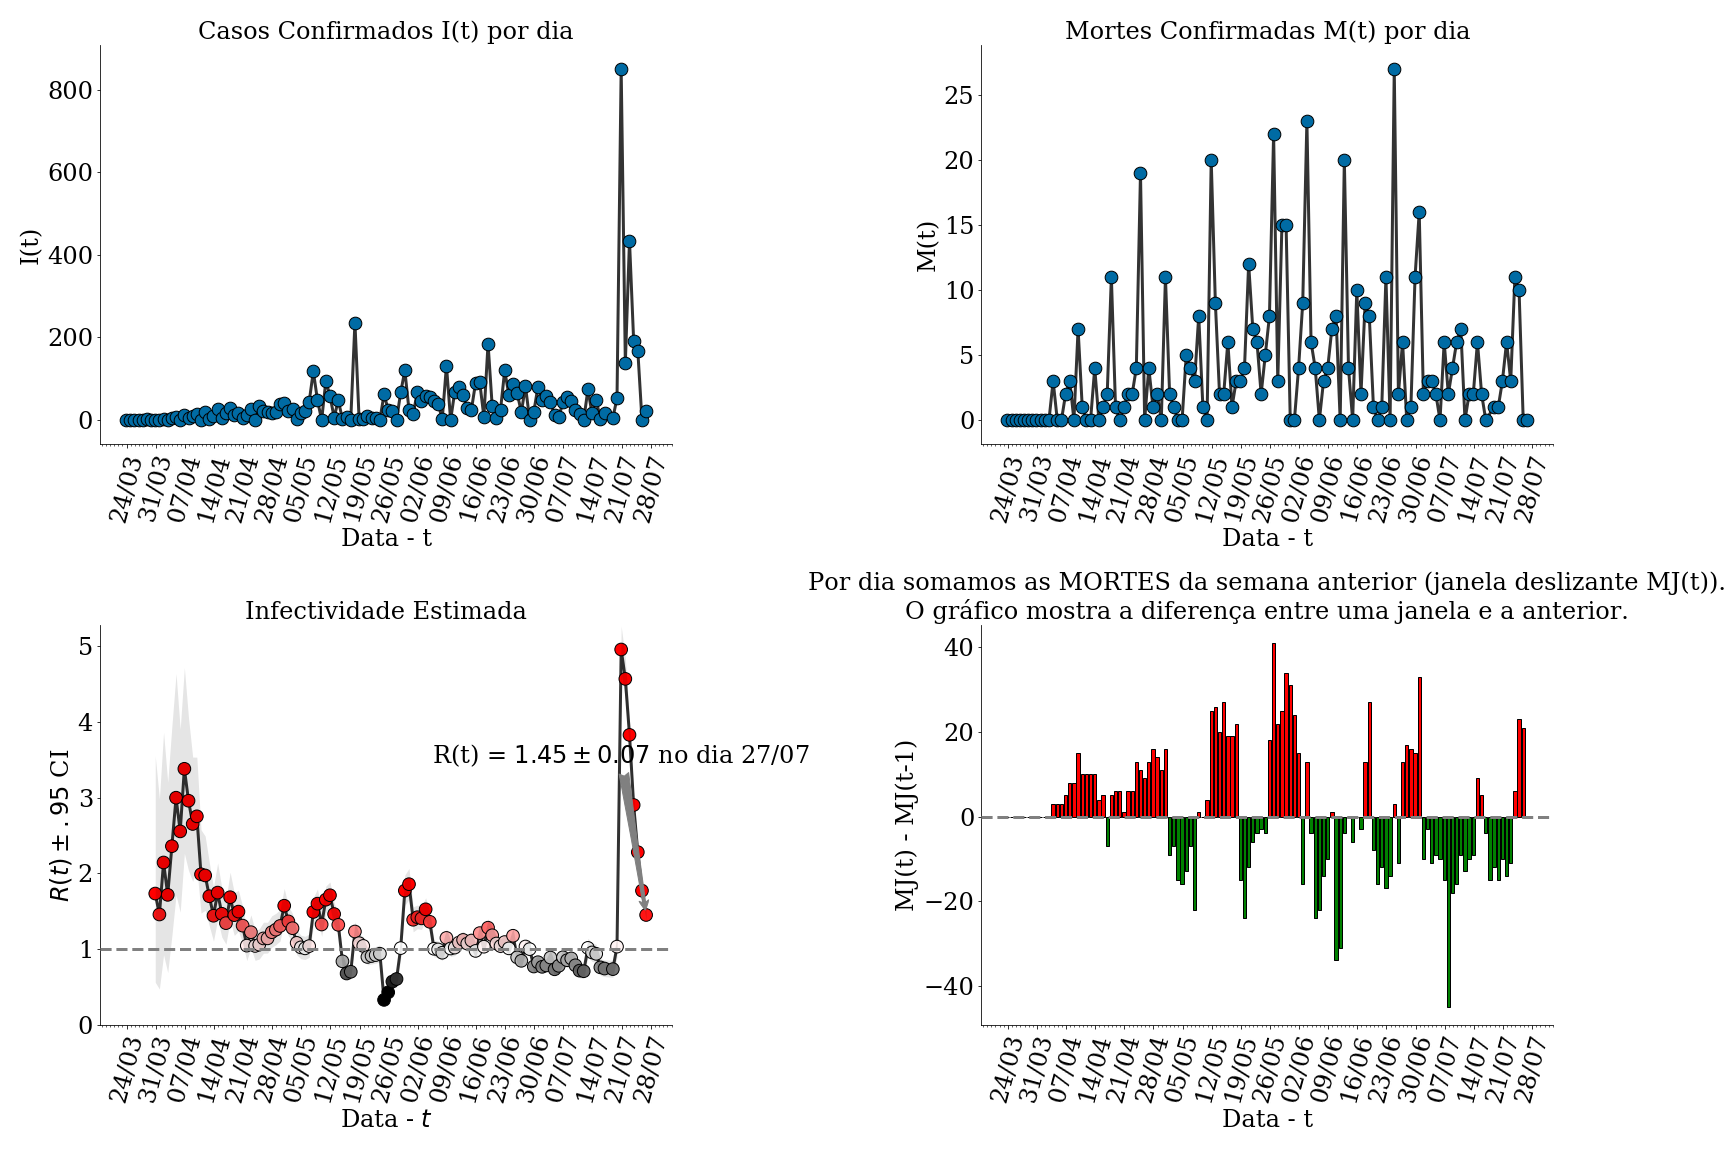 Casos Confirmados I(t) por dia
I(t)
800
600
400
200
0
24/03 31/03 07/04 14/04 21/04 28/04 05/05 12/05 19/05 26/05 02/06 09/06 16/06 23/06 30/06 07/07 14/07 21/07 28/07
Data - t
Mortes Confirmadas M(t) por dia
M(t)
25
20
15
10
5
0
24/03 31/03 07/04 14/04 21/04 28/04 05/05 12/05 19/05 26/05 02/06 09/06 16/06 23/06 30/06 07/07 14/07 21/07 28/07
Data - t
Infectividade Estimada
R(t) ± .95 CI
5
4
3
2
1
0
R(t) = 1.45 ± 0.07 no dia 27/07
24/03 31/03 07/04 14/04 21/04 28/04 05/05 12/05 19/05 26/05 02/06 09/06 16/06 23/06 30/06 07/07 14/07 21/07 28/07
Data - t
Por dia somamos as MORTES da semana anterior (janela deslizante MJ(t)).
O gráfico mostra a diferença entre uma janela e a anterior.
MJ(t) - MJ(t-1)
40
20
0
−20
−40
24/03 31/03 07/04 14/04 21/04 28/04 05/05 12/05 19/05 26/05 02/06 09/06 16/06 23/06 30/06 07/07 14/07 21/07 28/07
Data - t